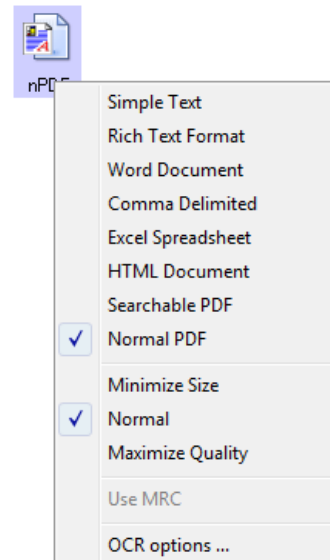 nPDF
Simple Text
Rich Text Format
Word Document
Comma Delimited
Excel Spreadsheet
HTML Document
Searchable PDF
Normal PDF
Minimize Size
Normal
Maximize Quality
Use MRC
OCR options ...